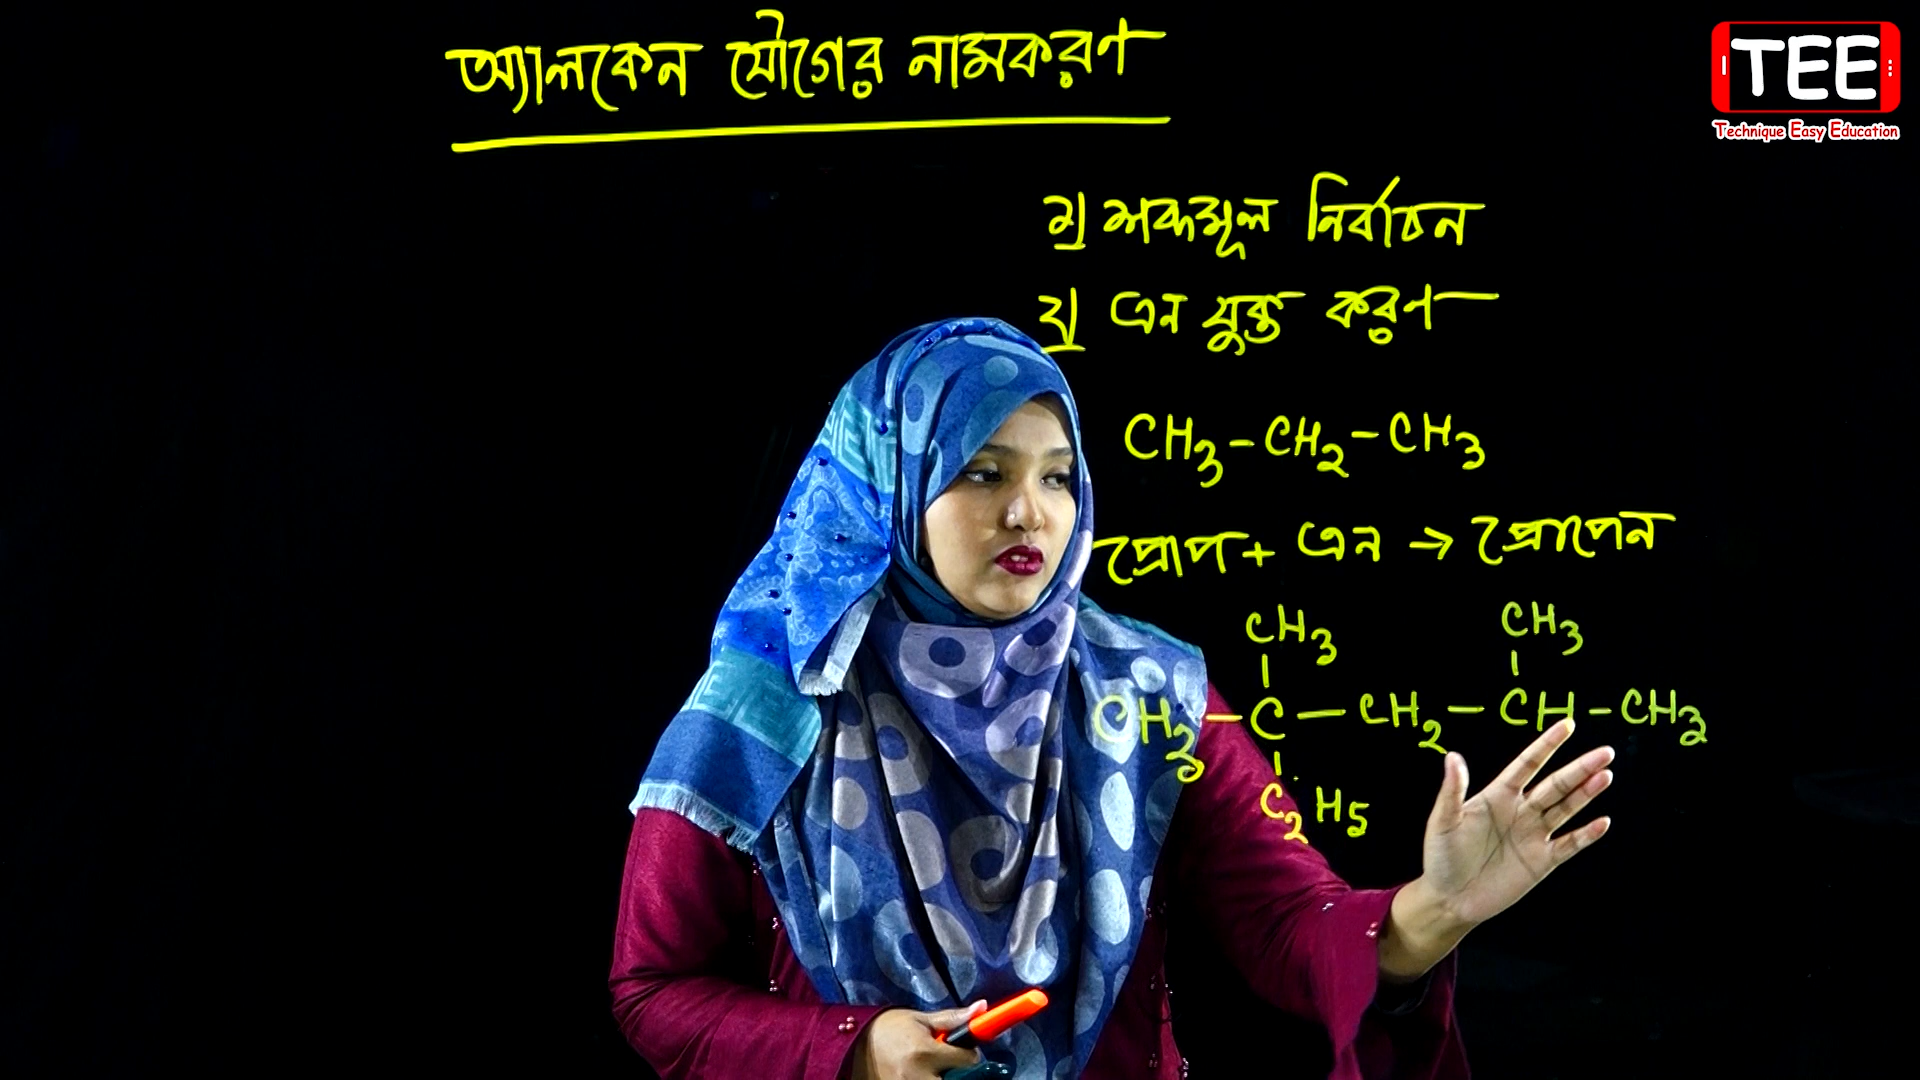 অ্যালকেন যৌগের নামকরণ
TEE
Technique Easy Education
১) শব্দমূল নির্বাচন
২) এন যুক্ত করণ
CH3-CH2-CH3
প্রোপ+ এন → প্রোপেন
CH3 CH3
CH3-C-CH2-CH-CH3
C2H5